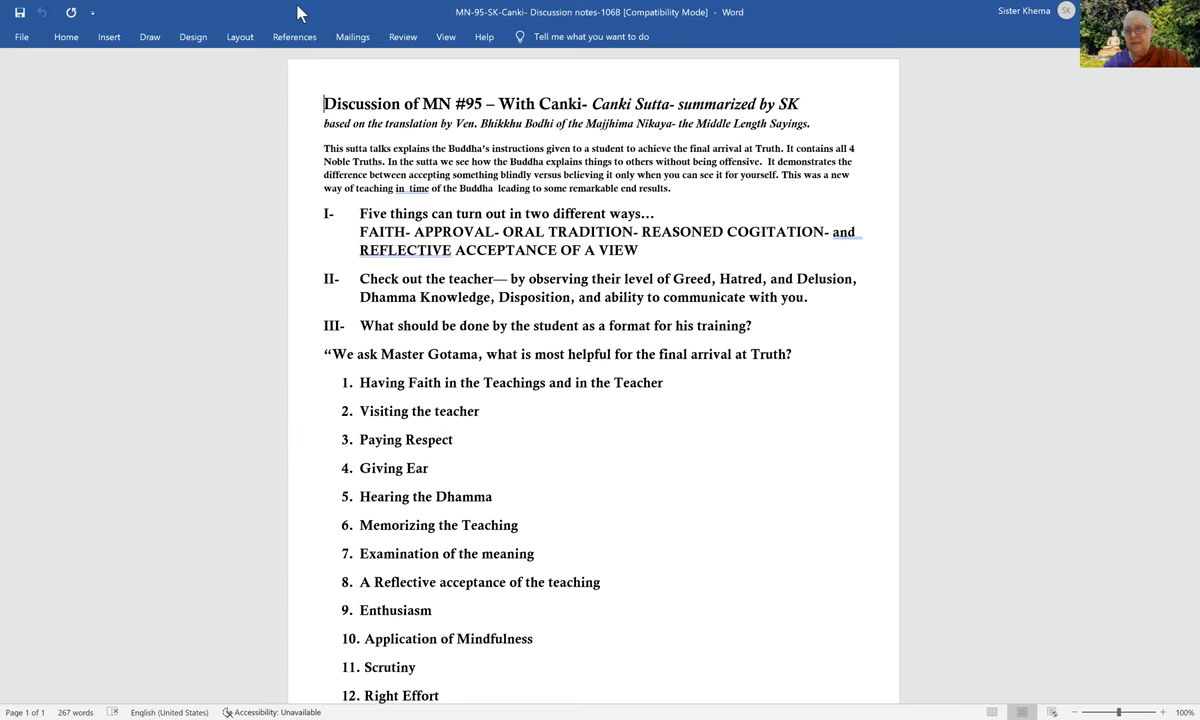 MN-95-SK-Canki- Discussion notes-106B [Compatibility Mode] - Word
Sister Khema SK
File Home Insert Draw Design Layout References Mailings Review View Help Tell me what you want to do
Discussion of MN #95 – With Canki- Canki Sutta- summarized by SK
based on the translation by Ven. Bhikkhu Bodhi of the Majjhima Nikaya- the Middle Length Sayings.
This sutta talks explains the Buddha's instructions given to a student to achieve the final arrival at Truth. It contains all 4
Noble Truths. In the sutta we see how the Buddha explains things to others without being offensive. It demonstrates the
difference between accepting something blindly versus believing it only when you can see it for yourself. This was a new
way of teaching in time of the Buddha leading to some remarkable end results.
I- Five things can turn out in two different ways…
FAITH- APPROVAL- ORAL TRADITION- REASONED COGITATION- and
REFLECTIVE ACCEPTANCE OF A VIEW
II- Check out the teacher— by observing their level of Greed, Hatred, and Delusion,
Dhamma Knowledge, Disposition, and ability to communicate with you.
III- What should be done by the student as a format for his training?
“We ask Master Gotama, what is most helpful for the final arrival at Truth?
1. Having Faith in the Teachings and in the Teacher
2. Visiting the teacher
3. Paying Respect
4. Giving Ear
5. Hearing the Dhamma
6. Memorizing the Teaching
7. Examination of the meaning
8. A Reflective acceptance of the teaching
9. Enthusiasm
10. Application of Mindfulness
11. Scrutiny
12. Right Effort
Page 1 of 1 267 words English (United States) Accessibility: Unavailable 100%